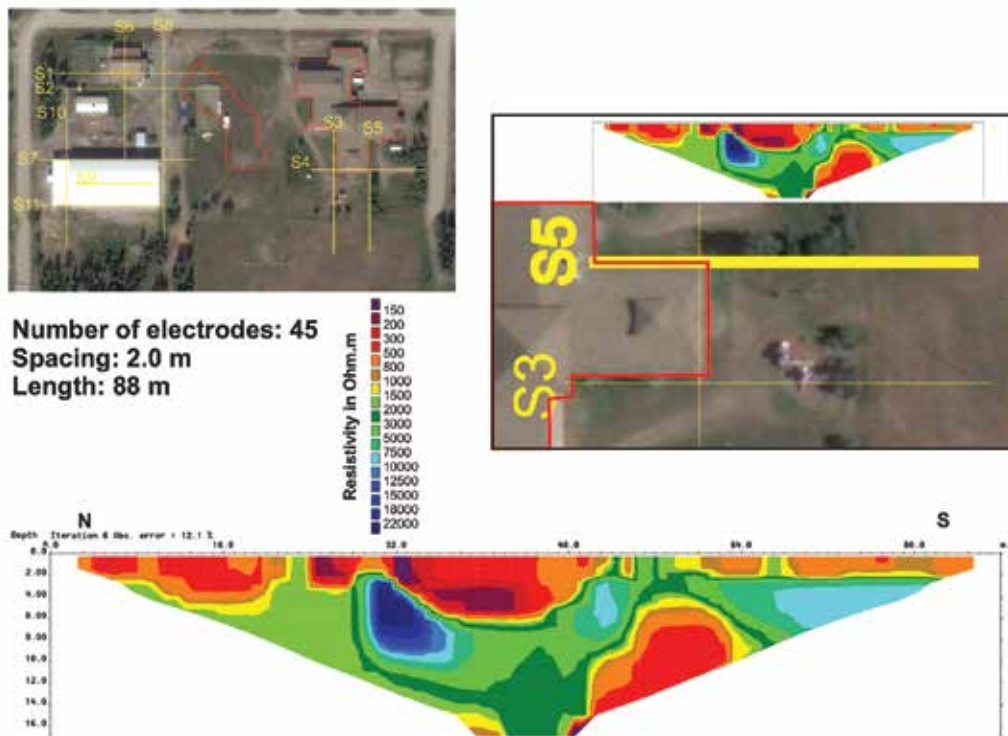 S6 S8
S1
S2
S10
S3 S5
S7
S4
S9
S11
S5
S3
Number of electrodes: 45
Spacing: 2.0 m
Length: 88 m
Resistivity in Ohm.m
150
200
300
500
800
1000
1500
2000
3000
5000
7500
10000
12500
15000
18000
22000
N S
Depth Iteration 6 Abs. error = 12.1 %
0.0 16.0 32.0 48.0 64.0 80.0 m.
0.0
2.00
4.00
6.00
8.00
10.0
12.0
14.0
16.0